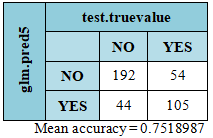 test.truevalue
glm.pred5
NO YES
NO 192 54
YES 44 105
Mean accuracy = 0.7518987